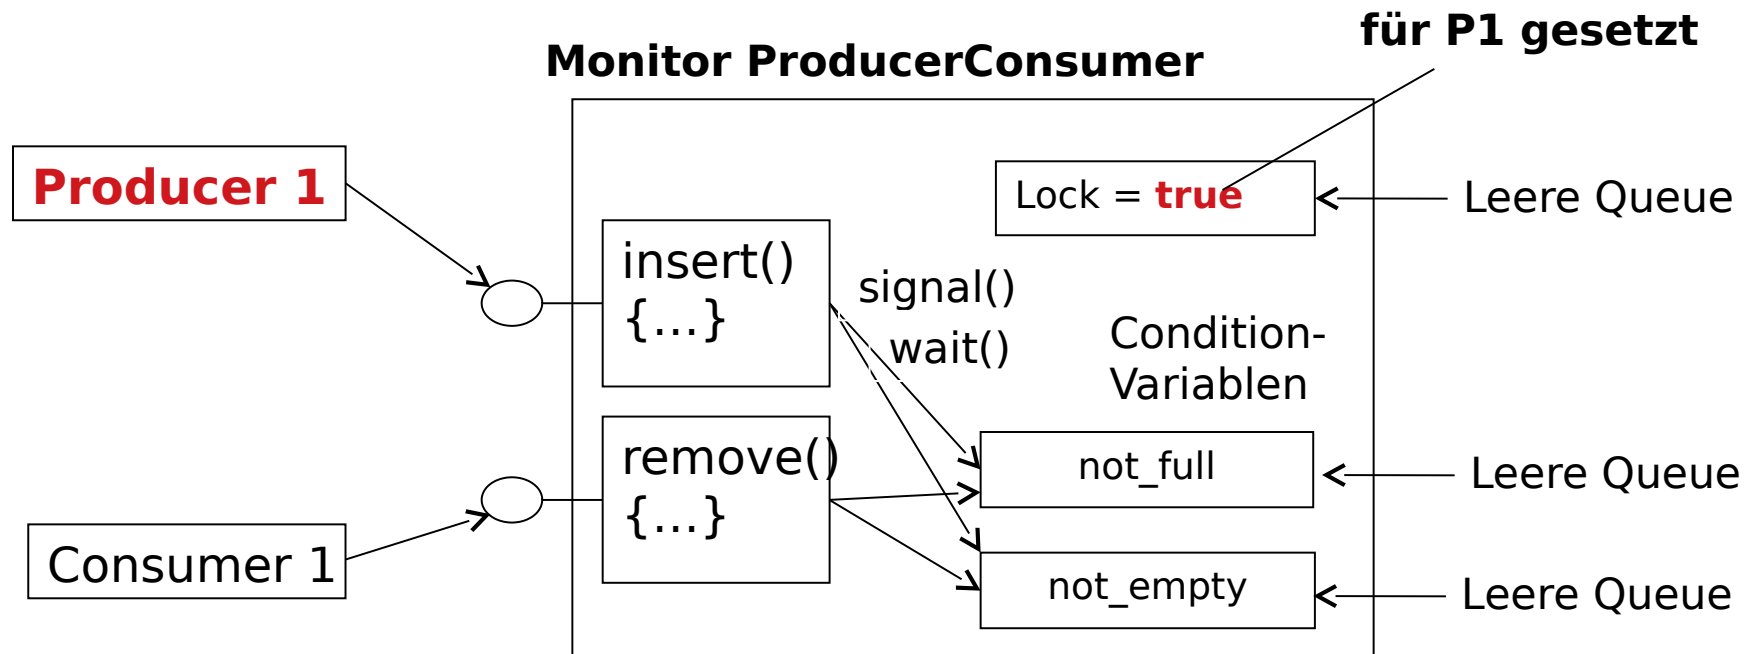 für P1 gesetzt
Monitor ProducerConsumer
Producer 1
Lock = true
Leere Queue
insert()
{...}
signal()
wait()
Condition-
Variablen
remove()
{...}
not_full
Leere Queue
Consumer 1
not_empty
Leere Queue